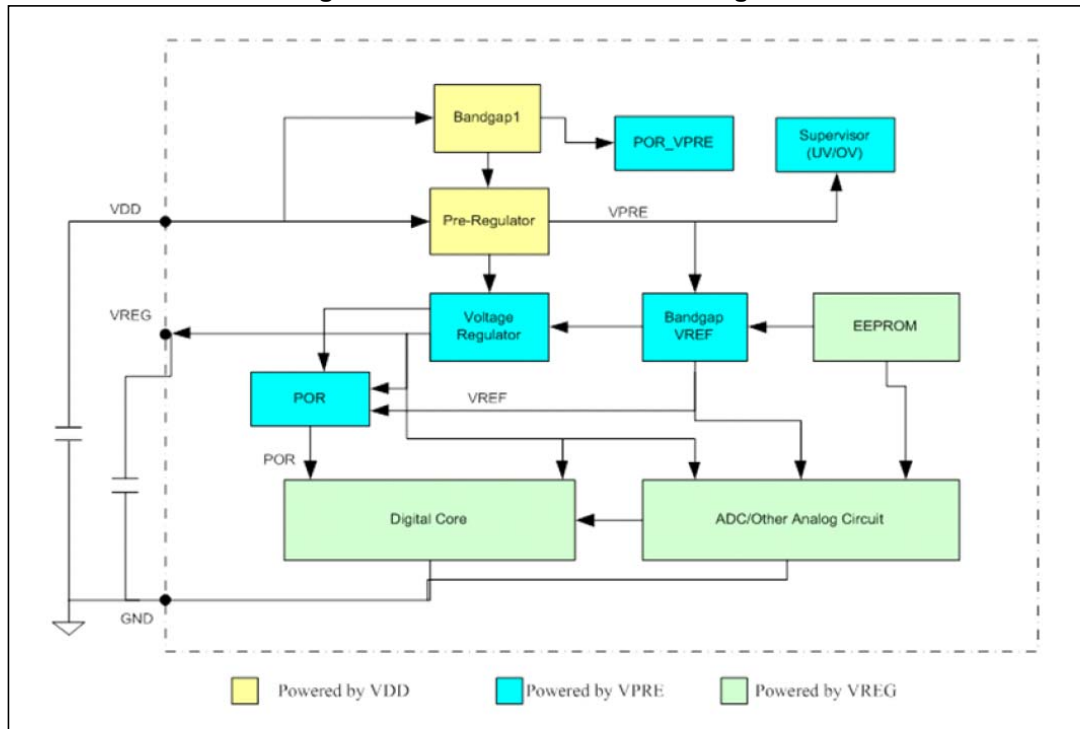 Bandgap1
POR_VPRE
Supervisor
(UV/OV)
VDD
Pre-Regulator
VPRE
VREG
Voltage
Regulator
Bandgap
VREF
EEPROM
POR
VREF
POR
Digital Core
ADC/Other Analog Circuit
GND
Powered by VDD
Powered by VPRE
Powered by VREG